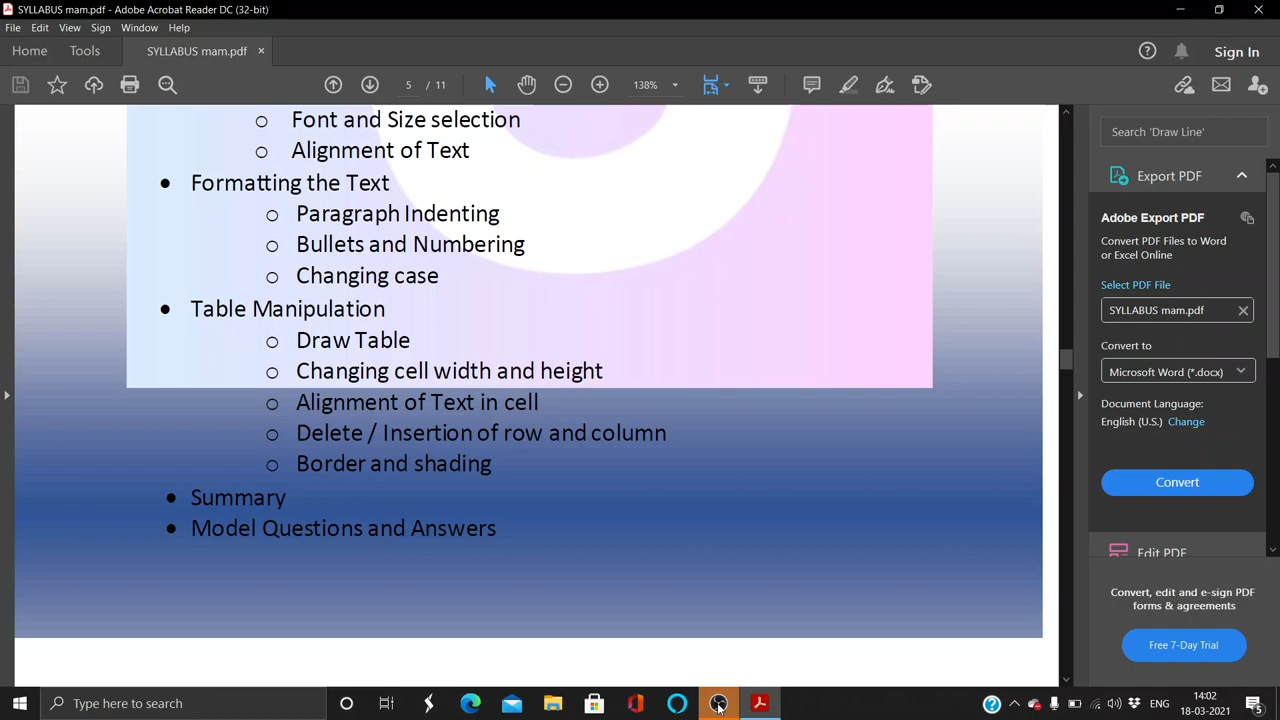 SYLLABUS mam.pdf - Adobe Acrobat Reader DC (32-bit)
File Edit View Sign Window Help
Home Tools SYLLABUS mam.pdf × Sign In
5 / 11 138%
Search 'Draw Line'
o Font and Size selection
o Alignment of Text
• Formatting the Text
o Paragraph Indenting
o Bullets and Numbering
o Changing case
• Table Manipulation
o Draw Table
o Changing cell width and height
o Alignment of Text in cell
o Delete / Insertion of row and column
o Border and shading
• Summary
• Model Questions and Answers
Export PDF
Adobe Export PDF
Convert PDF Files to Word
or Excel Online
Select PDF File
SYLLABUS mam.pdf
Convert to
Microsoft Word (*.docx)
Document Language:
English (U.S.) Change
Convert
Edit PDF
Convert, edit and e-sign PDF
forms & agreements
Free 7-Day Trial
Type here to search
ENG
14:02
18-03-2021
5